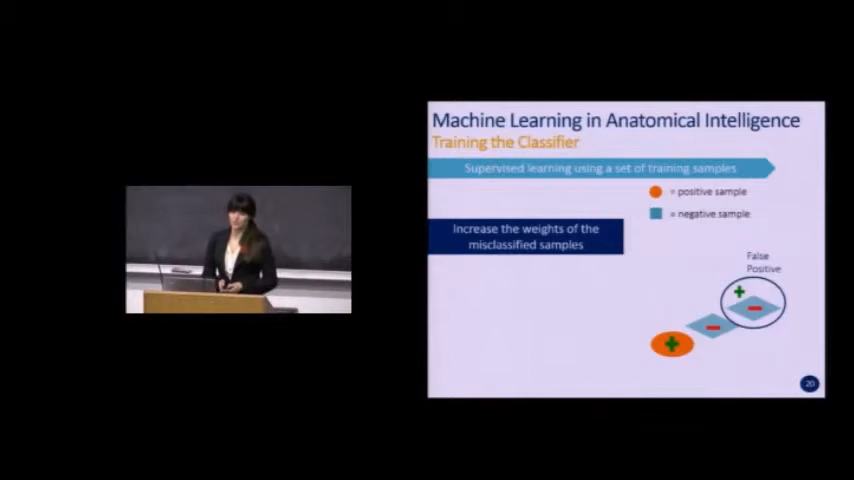 Machine Learning in Anatomical Intelligence
Training the Classifier
Supervised learning using a set of training samples
= positive sample
= negative sample
Increase the weights of the
misclassified samples
False
Positive
20